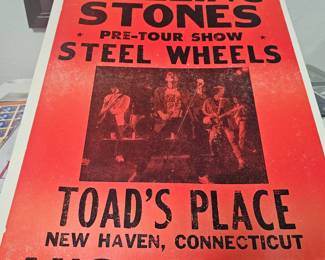 STONES
PRE-TOUR SHOW
STEEL WHEELS
TOAD'S PLACE
NEW HAVEN, CONNECTICUT